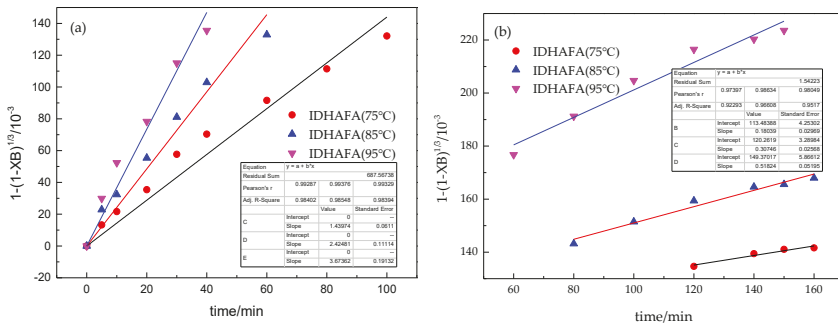 (a)
1-(1-XB)^1/3/10^-3
140
120
100
80
60
40
20
0
-20
IDHAFA(75℃)
IDHAFA(85℃)
IDHAFA(95℃)
Equation y = a + b*x
Residual Sum 687.56738
Pearson's r 0.99287 0.99376 0.99329
Adj. R-Square 0.98402 0.98548 0.98394
Value Standard Error
C Intercept 0 --
Slope 1.43974 0.0611
D Intercept 0 --
Slope 2.42481 0.11114
E Intercept 0 --
Slope 3.67362 0.19132
0 20 40 60 80 100
time/min
(b)
1-(1-XB)^1/3/10^-3
220
200
180
160
140
IDHAFA(75℃)
IDHAFA(85℃)
IDHAFA(95℃)
Equation y = a + b*x
Residual Sum 1.54223
Pearson's r 0.97397 0.98634 0.98049
Adj. R-Square 0.92293 0.96608 0.9517
Value Standard Error
B Intercept 113.48388 4.25302
Slope 0.18039 0.02969
C Intercept 120.2619 3.28984
Slope 0.30746 0.02568
D Intercept 149.37017 5.86612
Slope 0.51824 0.05195
60 80 100 120 140 160
time/min